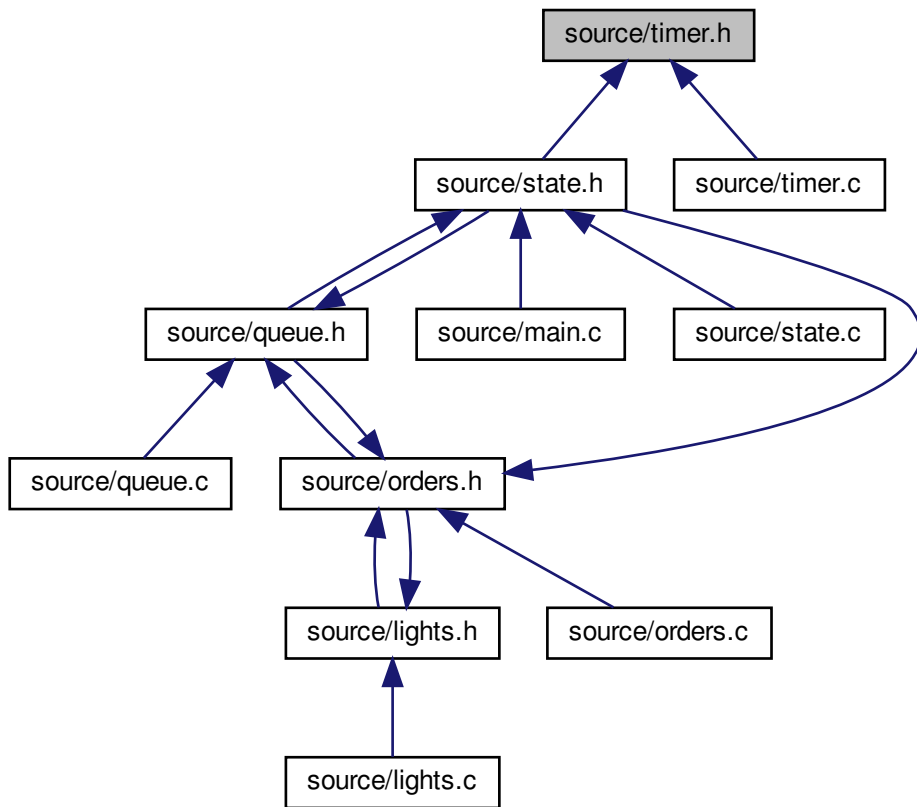 source/timer.h
source/state.h
source/timer.c
source/queue.h
source/main.c
source/state.c
source/queue.c
source/orders.h
source/lights.h
source/orders.c
source/lights.c